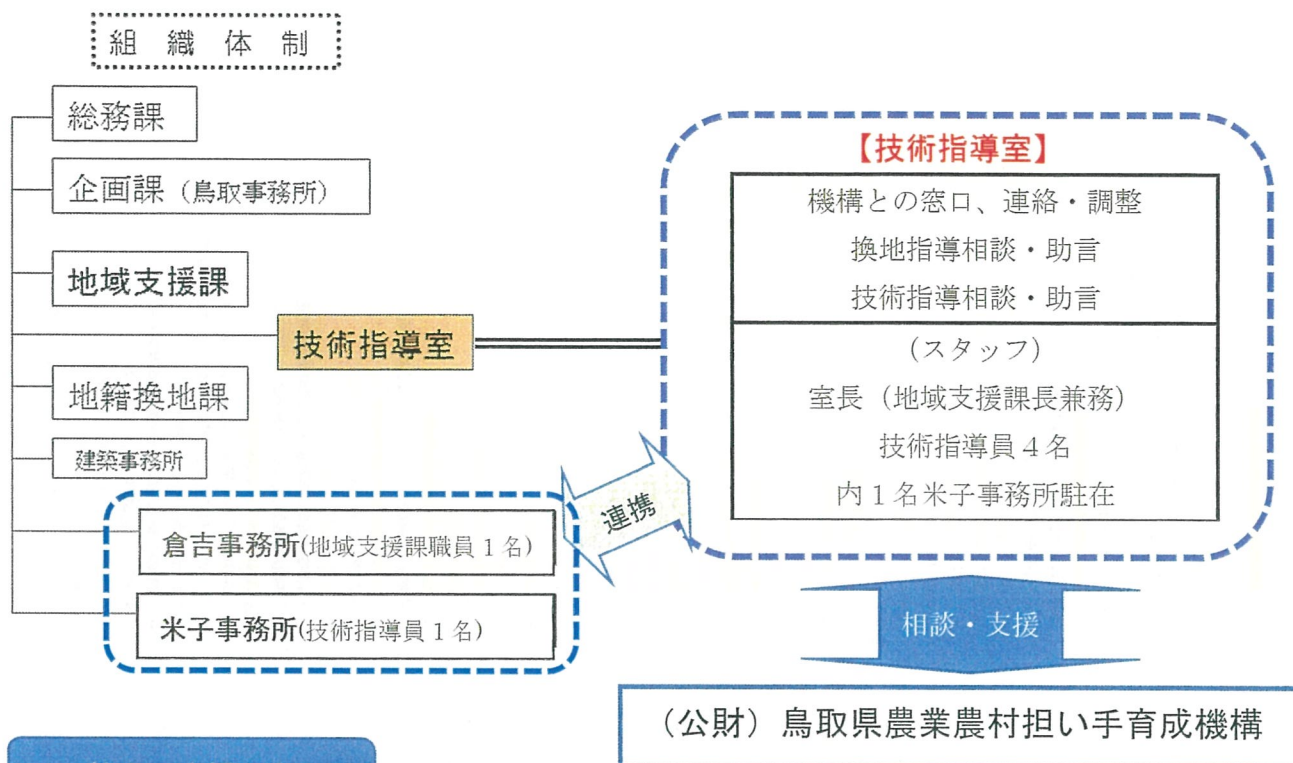 組織体制
総務課
企画課（鳥取事務所）
地域支援課
技術指導室
地籍換地課
建築事務所
倉吉事務所(地域支援課職員１名)
米子事務所(技術指導員１名)
【技術指導室】
機構との窓口、連絡・調整
換地指導相談・助言
技術指導相談・助言
（スタッフ）
室長（地域支援課長兼務）
技術指導員４名
内１名米子事務所駐在
連携
相談・支援
（公財）鳥取県農業農村担い手育成機構